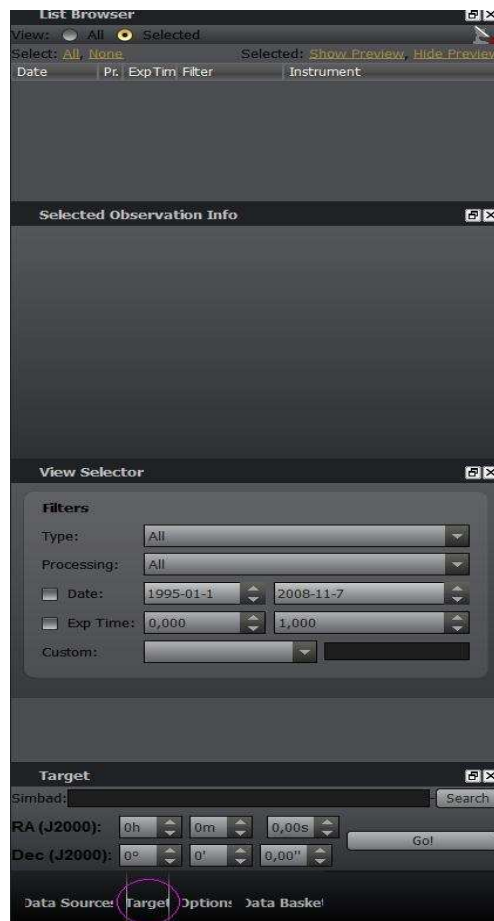 List Browser
View: All Selected
Select: All, None Selected: Show Preview, Hide Preview
Date Pr. ExpTim Filter Instrument
Selected Observation Info
View Selector
Filters
Type: All
Processing: All
Date: 1995-01-1 2008-11-7
Exp Time: 0,000 1,000
Custom:
Target
Simbad: Search
RA (J2000): 0h 0m 0,00s
Go!
Dec (J2000): 0° 0' 0,00"
Data Source Target Option Data Basket